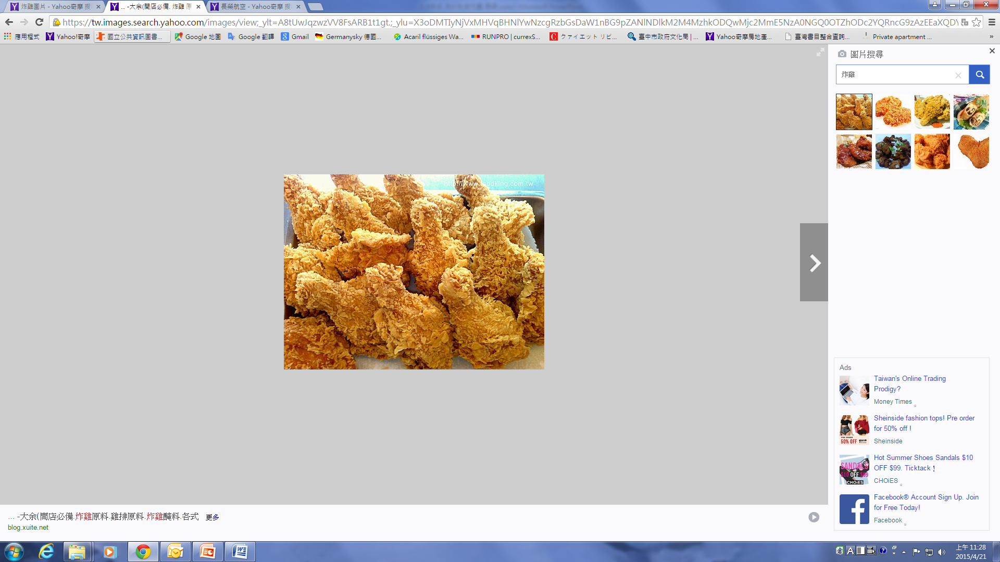 炸雞圖片 - Yahoo奇摩 搜
... -大余(開店必備. 炸雞 原
長榮航空 - Yahoo奇摩 搜
https://tw.images.search.yahoo.com/images/view;_ylt=A8tUwJqzwzVV8FsARB1t1gt.;_ylu=X3oDMTIyNjVxMHVqBHNlYwNzcgRzbGsDaW1nBG9pZANlNDlkM2M4MzhkODQwMjc2MmE5NzA0NGQ0OTZhODc2YQRncG9zAzEEaXQDY
應用程式
Yahoo!奇摩
國立公共資訊圖書...
Google 地圖
Google 翻譯
Gmail
Germanysky 德國...
Acaril flüssiges Wa...
RUNPRO | currexS...
クァイエット リビ...
臺中市政府文化局 | ...
Yahoo奇摩房地產...
臺灣書目整合查詢...
Private apartment ...
»
圖片搜尋
炸雞
http://www.foodking.com.tw
Ads
Taiwan's Online Trading
Prodigy?
Money Times
Sheinside fashion tops! Pre order
for 50% off !
Sheinside
50% OFF
Hot Summer Shoes Sandals $10
OFF $99. Ticktack！
CHOiES
SANDALS
$10 OFF $99
CHOiES
Facebook® Account Sign Up. Join
for Free Today!
Facebook
... -大余(開店必備.炸雞原料.雞排原料.炸雞醃料.各式 更多
blog.xuite.net
上午 11:28
2015/4/21